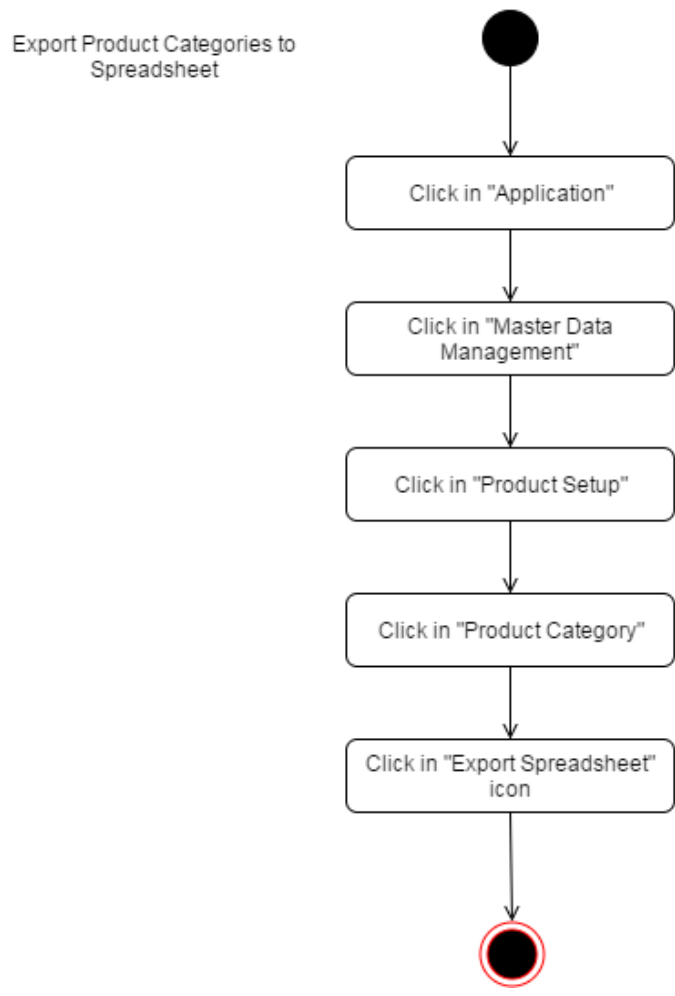 Export Product Categories to
Spreadsheet
Click in "Application"
Click in "Master Data
Management"
Click in "Product Setup"
Click in "Product Category"
Click in "Export Spreadsheet"
icon